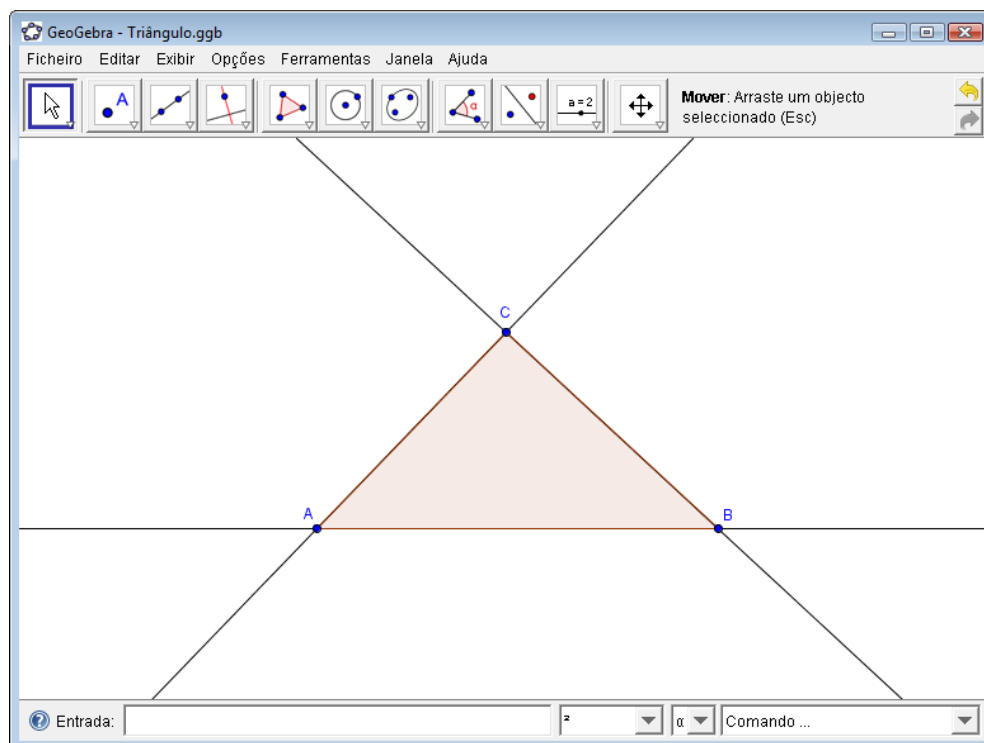 GeoGebra - Triângulo.ggb
Ficheiro Editar Exibir Opções Ferramentas Janela Ajuda
A
α
a = 2
Mover: Arraste um objecto
seleccionado (Esc)
C
A
B
Entrada:
²
α
Comando ...